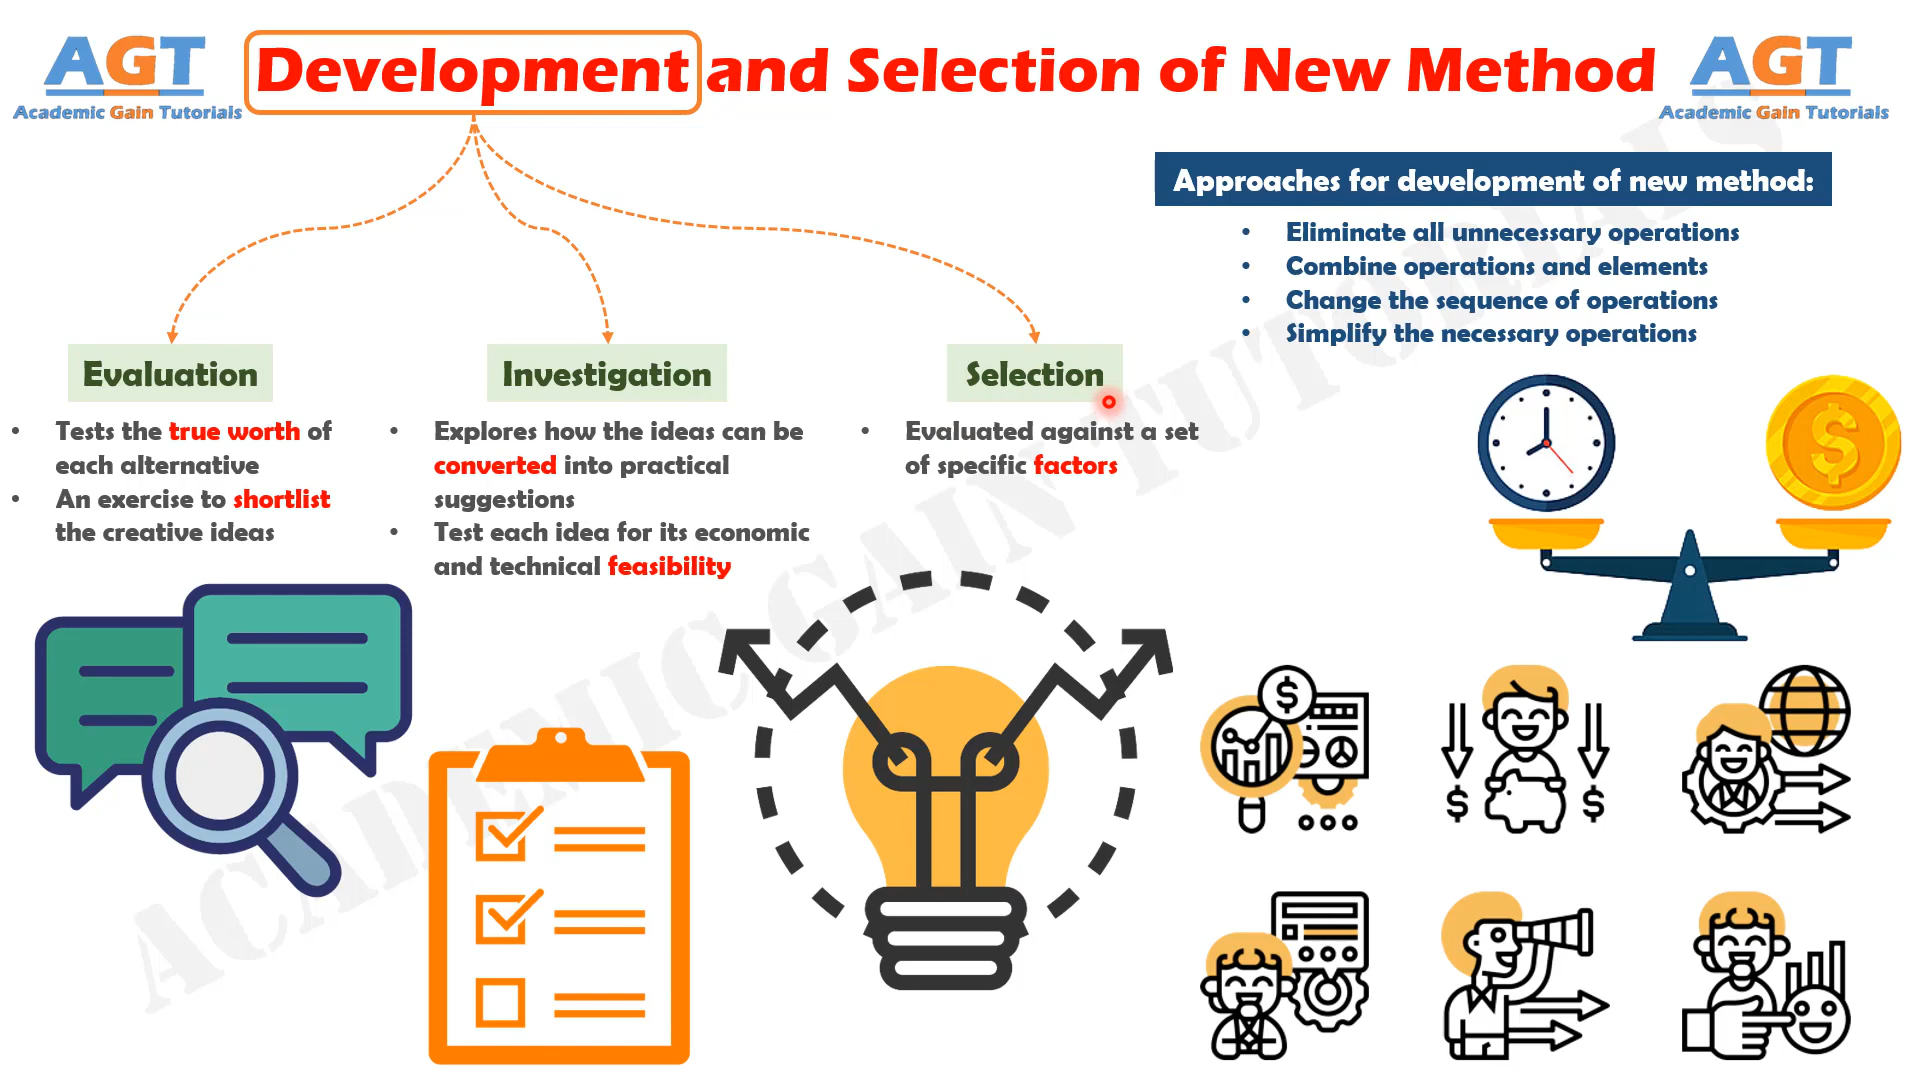 AGT
Academic Gain Tutorials
Development and Selection of New Method
AGT
Academic Gain Tutorials
Approaches for development of new method:
• Eliminate all unnecessary operations
• Combine operations and elements
• Change the sequence of operations
• Simplify the necessary operations
Evaluation
• Tests the true worth of
each alternative
• An exercise to shortlist
the creative ideas
Investigation
• Explores how the ideas can be
converted into practical
suggestions
• Test each idea for its economic
and technical feasibility
Selection
• Evaluated against a set
of specific factors
ACADEMIC GAIN TUTORIALS
$
$
$
$